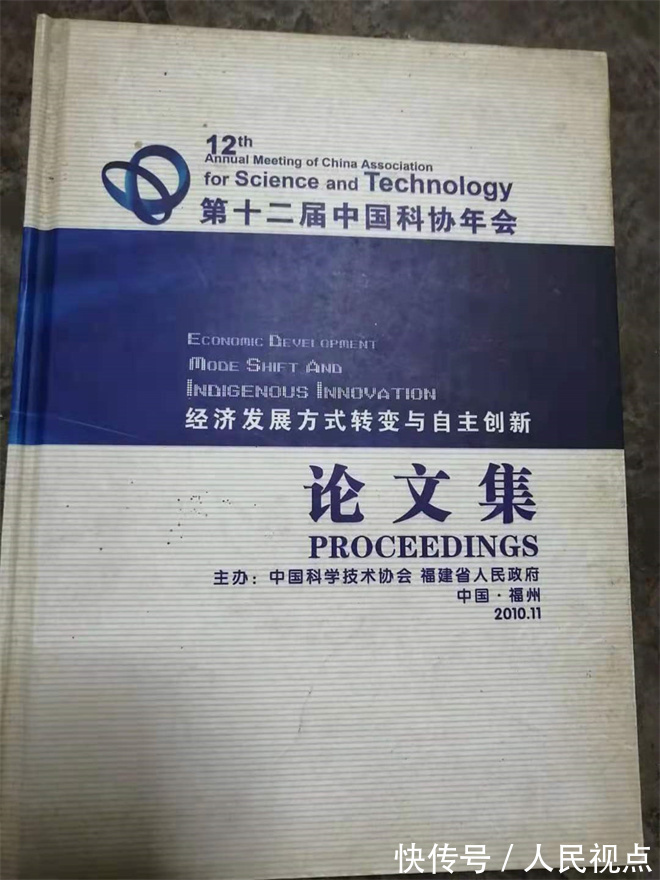 12th
Annual Meeting of China Association
for Science and Technology
第十二届中国科协年会
ECONOMIC DEVELOPMENT
MODE SHIFT AND
INDIGENOUS INNOVATION
经济发展方式转变与自主创新
论文集
PROCEEDINGS
主办：中国科学技术协会 福建省人民政府
中国·福州
2010.11
快传号 / 人民视点